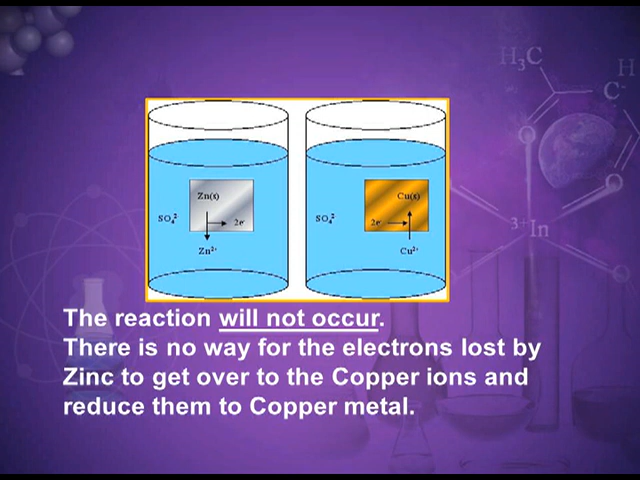 H₃C
H
C
3+In
Zn(s)
Cu(s)
SO₄²⁻
2e⁻
SO₄²⁻
2e⁻
Zn²⁺
Cu²⁺
The reaction will not occur.
There is no way for the electrons lost by
Zinc to get over to the Copper ions and
reduce them to Copper metal.